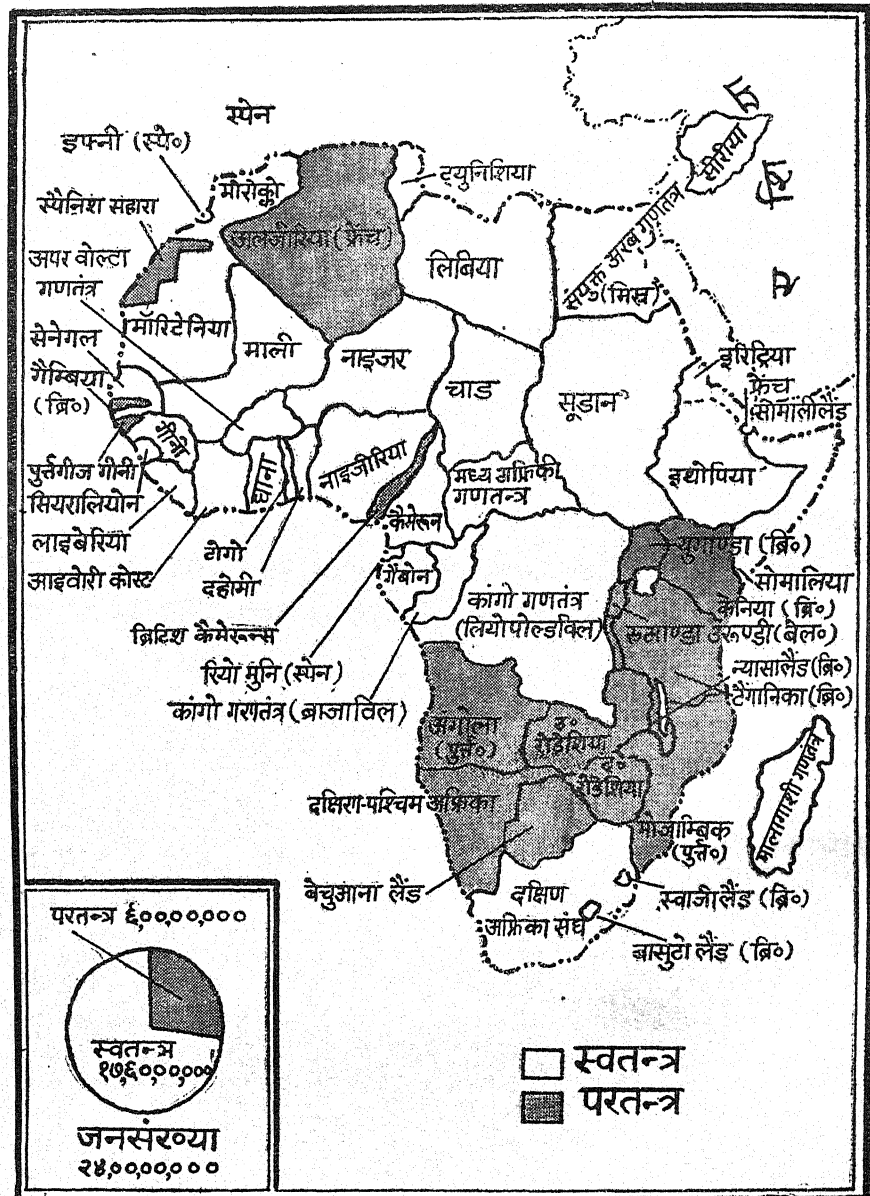 स्पेन
इफ्नी (स्पे०)
मोरोक्को
ट्युनिशिया
सीरिया
एशिया
स्पैनिश सहारा
अलजीरिया (फ्रेंच)
लिबिया
संयुक्त अरब गणतंत्र
(मिस्र)
अपर वोल्टा
गणतंत्र
मॉरिटेनिया
माली
नाइजर
चाड
सूडान
इरिट्रिया
फ्रेंच
सोमालीलैंड
सेनेगल
गैम्बिया
(ब्रि०)
गीनी
घाना
नाइजीरिया
मध्य अफ्रिकी
गणतन्त्र
इथोपिया
पुर्त्तगीज गीनी
सियरालियोन
लाइबेरिया
आइवोरी कोस्ट
टोगो
दहोमी
कैमेरून
गैबोन
युगाण्डा (ब्रि०)
सोमालिया
केनिया (ब्रि०)
कांगो गणतंत्र
(लियोपोल्डविल)
रूआण्डा उरूण्डी (बेल०)
ब्रिटिश कैमेरून्स
रियो मुनि (स्पेन)
कांगो गणतंत्र (ब्राजाविल)
न्यासालैंड (ब्रि०)
टैंगानिका (ब्रि०)
अंगोला
(पुर्त्त०)
उ०
रोडेशिया
द०
रोडेशिया
मालागाशी गणतंत्र
दक्षिण-पश्चिम अफ्रिका
मोजाम्बिक
(पुर्त्त०)
बेचुआना लैंड
दक्षिण
अफ्रिका संघ
स्वाजी लैंड (ब्रि०)
बासुटो लैंड (ब्रि०)
परतन्त्र ६,००,००,०००
स्वतन्त्र
१७,६०,००,०००
जनसंख्या
२४,००,००,०००
स्वतन्त्र
परतन्त्र